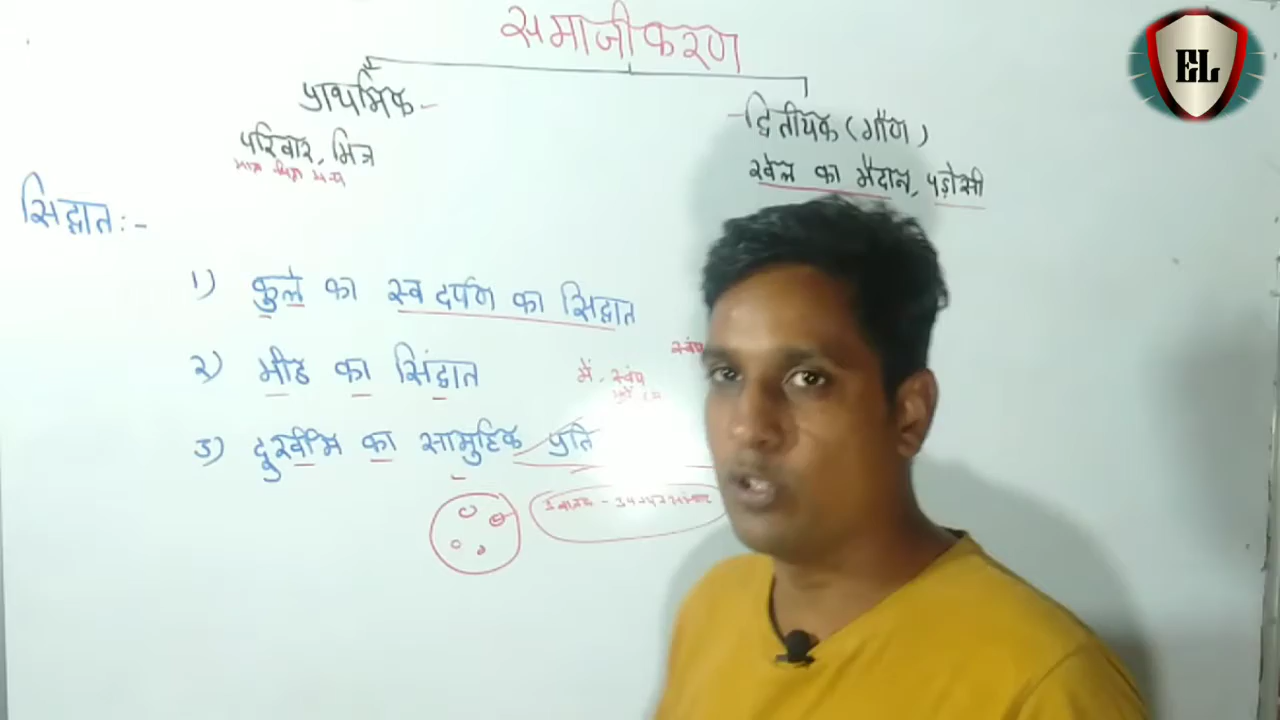 समाजीकरण
EL
प्राथमिक -
- द्वितीयक (गौण)
परिवार, मित्र
खेल का मैदान, पड़ोसी
सिद्धात :-
1) कुले का स्व दर्पण का सिद्धात
2) मीड का सिंद्धात
में - स्वंम
3) दुर्खीम का सामुहिक प्रति